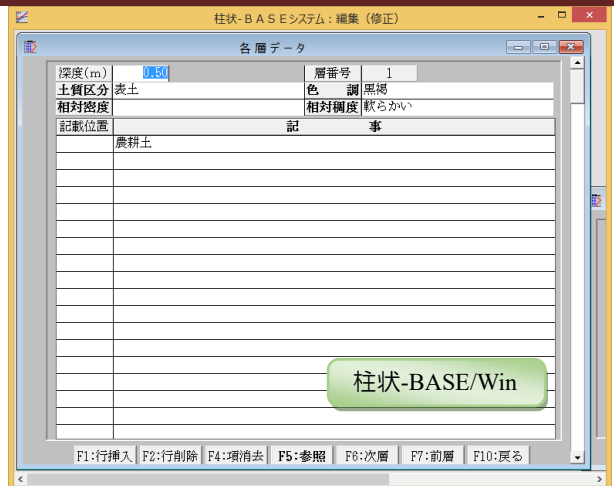 柱状-ＢＡＳＥシステム：編集（修正）
各層データ
深度(m) 0.50 層番号 1
土質区分 表土 色調 黒褐
相対密度 相対稠度 軟らかい
記載位置 記事
農耕土
柱状-BASE/Win
F1:行挿入 F2:行削除 F4:項消去 F5:参照 F6:次層 F7:前層 F10:戻る